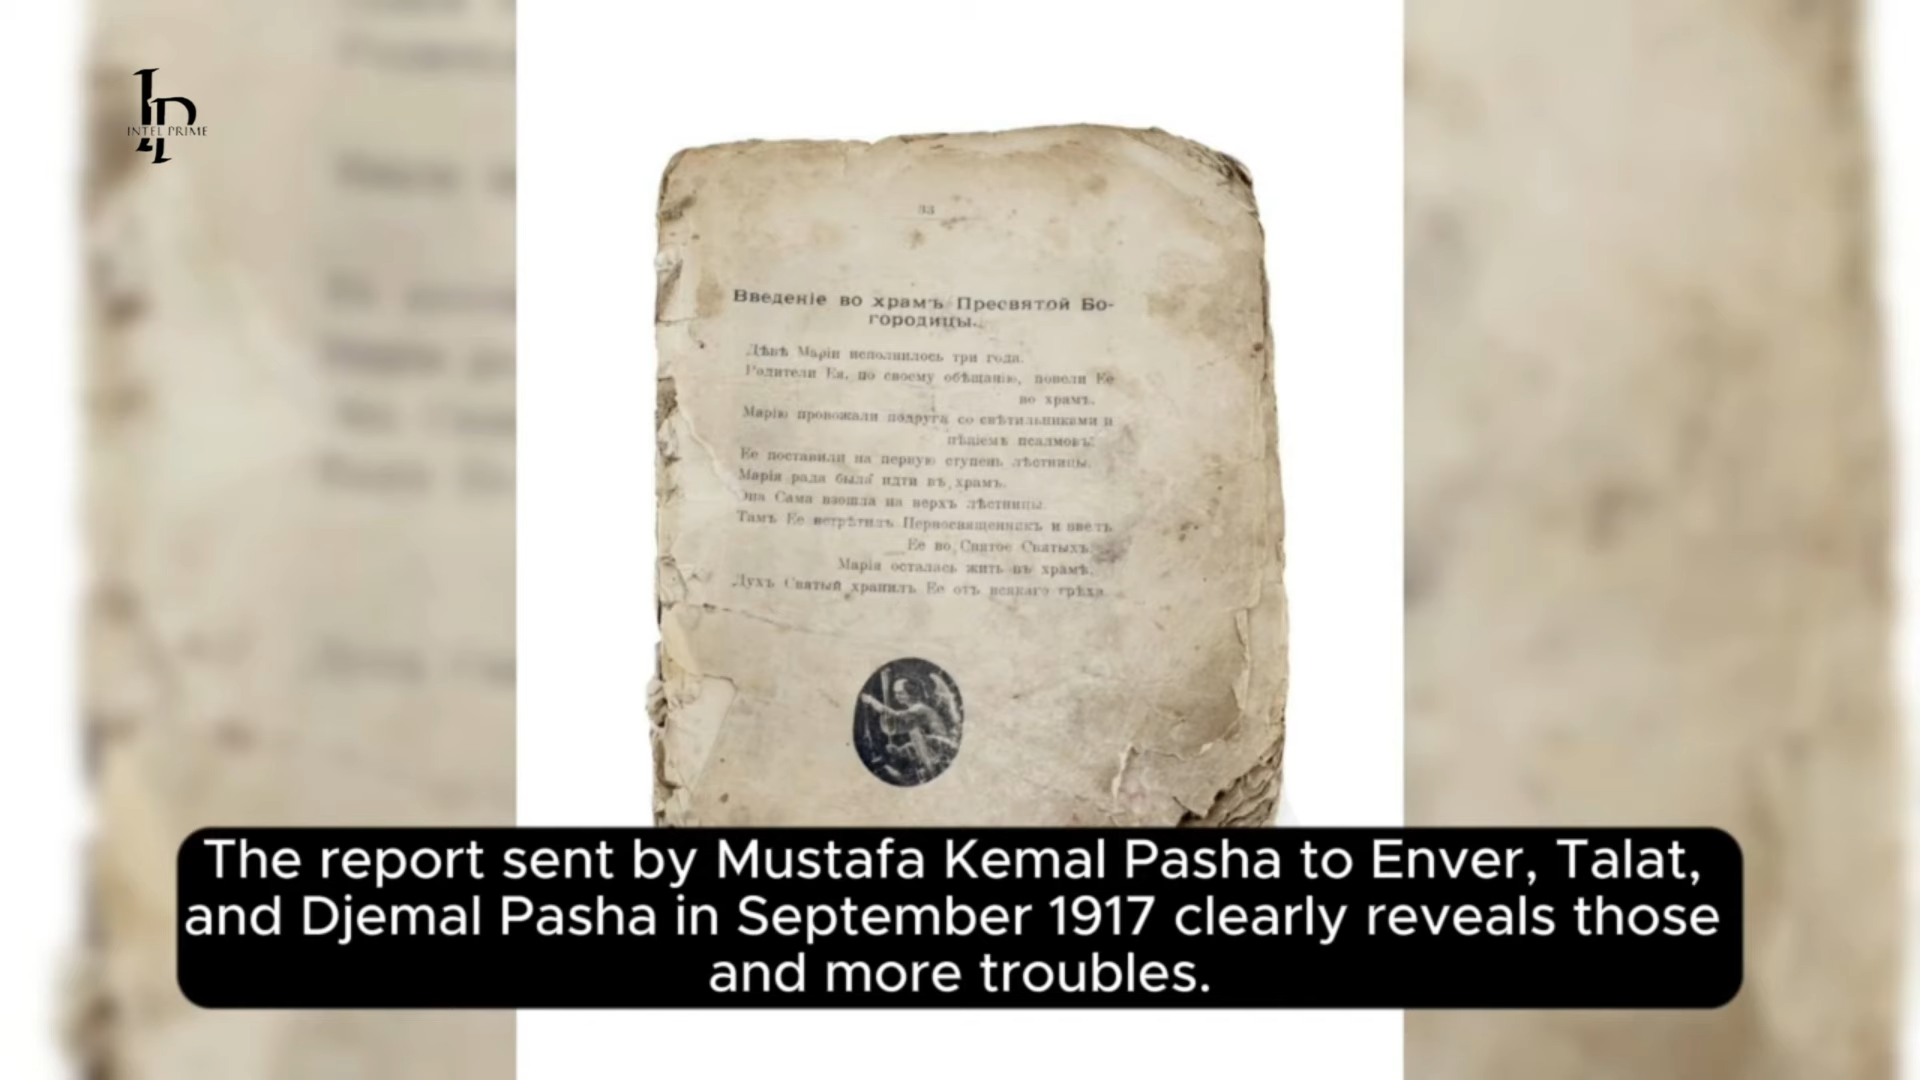 INTEL PRIME
33
Введеніе во храмъ Пресвятой Бо-
городицы.
Дѣвѣ Маріи исполнилось три года.
Родители Ея, по своему обѣщанію, повели Ее
во храмъ.
Марію провожали подруги со свѣтильниками и
пѣніемъ псалмовъ.
Ее поставили на первую ступень лѣстницы.
Марія рада была идти въ храмъ.
Она Сама взошла на верхъ лѣстницы.
Тамъ Ее встрѣтилъ Первосвященникъ и ввелъ
Ее во Святое Святыхъ.
Марія осталась жить въ храмѣ.
Духъ Святый хранилъ Ее отъ всякаго грѣха.
The report sent by Mustafa Kemal Pasha to Enver, Talat,
and Djemal Pasha in September 1917 clearly reveals those
and more troubles.